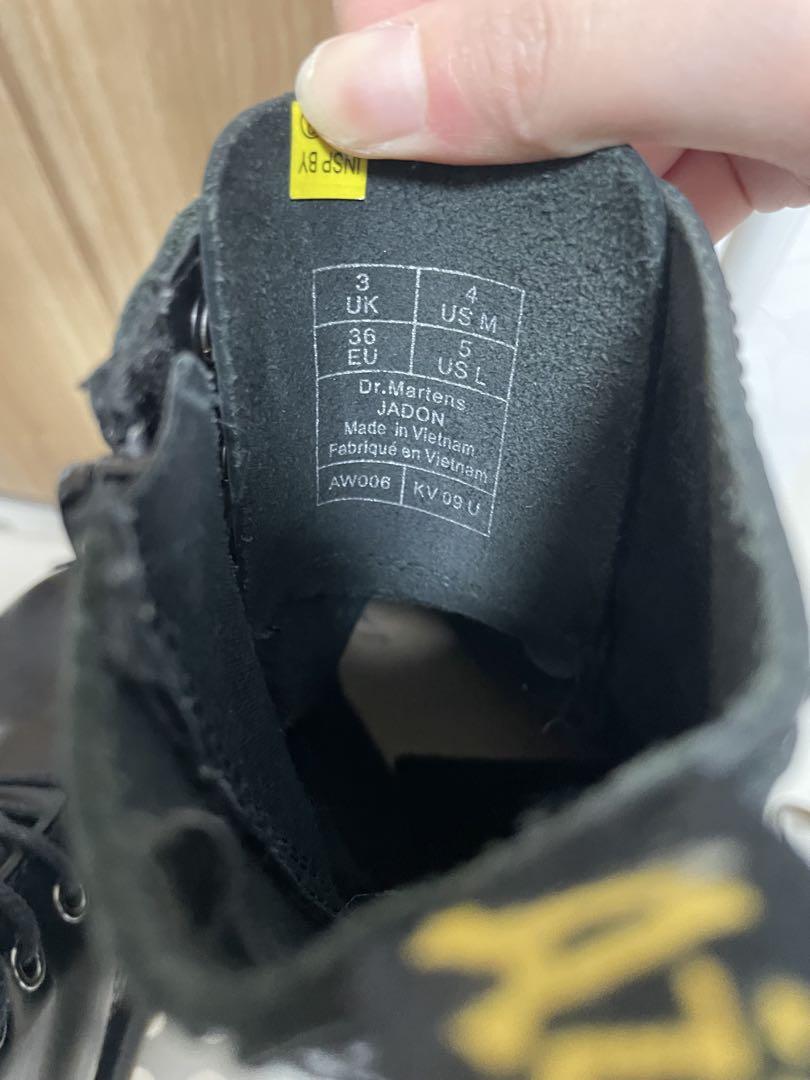 INSP BY
3
UK
4
US M
36
EU
5
US L
Dr.Martens
JADON
Made in Vietnam
Fabriqué en Vietnam
AW006
KV 09 U